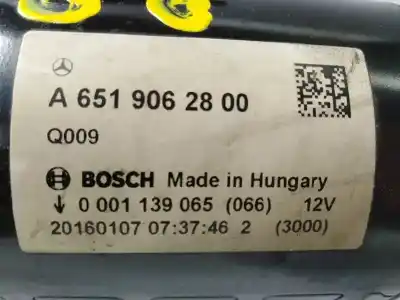 A 651 906 28 00
Q009
BOSCH Made in Hungary
0 001 139 065 (066) 12V
20160107 07:37:46 2 (3000)